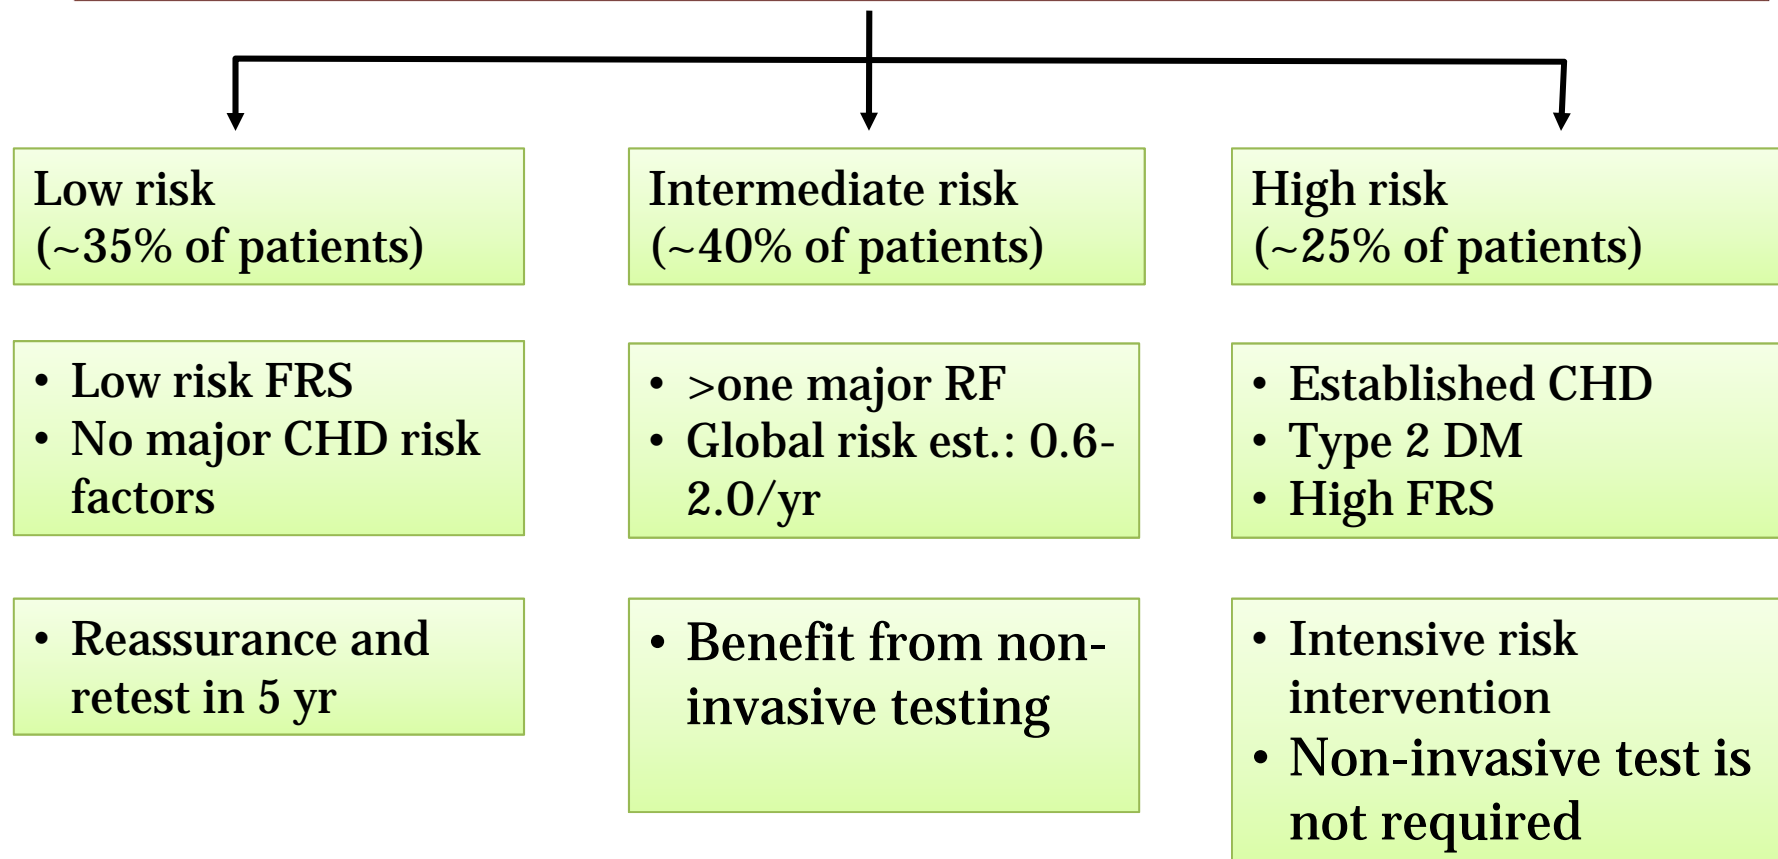 Low risk
(~35% of patients)
Intermediate risk
(~40% of patients)
High risk
(~25% of patients)
• Low risk FRS
• No major CHD risk
factors
• >one major RF
• Global risk est.: 0.6-
2.0/yr
• Established CHD
• Type 2 DM
• High FRS
• Reassurance and
retest in 5 yr
• Benefit from non-
invasive testing
• Intensive risk
intervention
• Non-invasive test is
not required